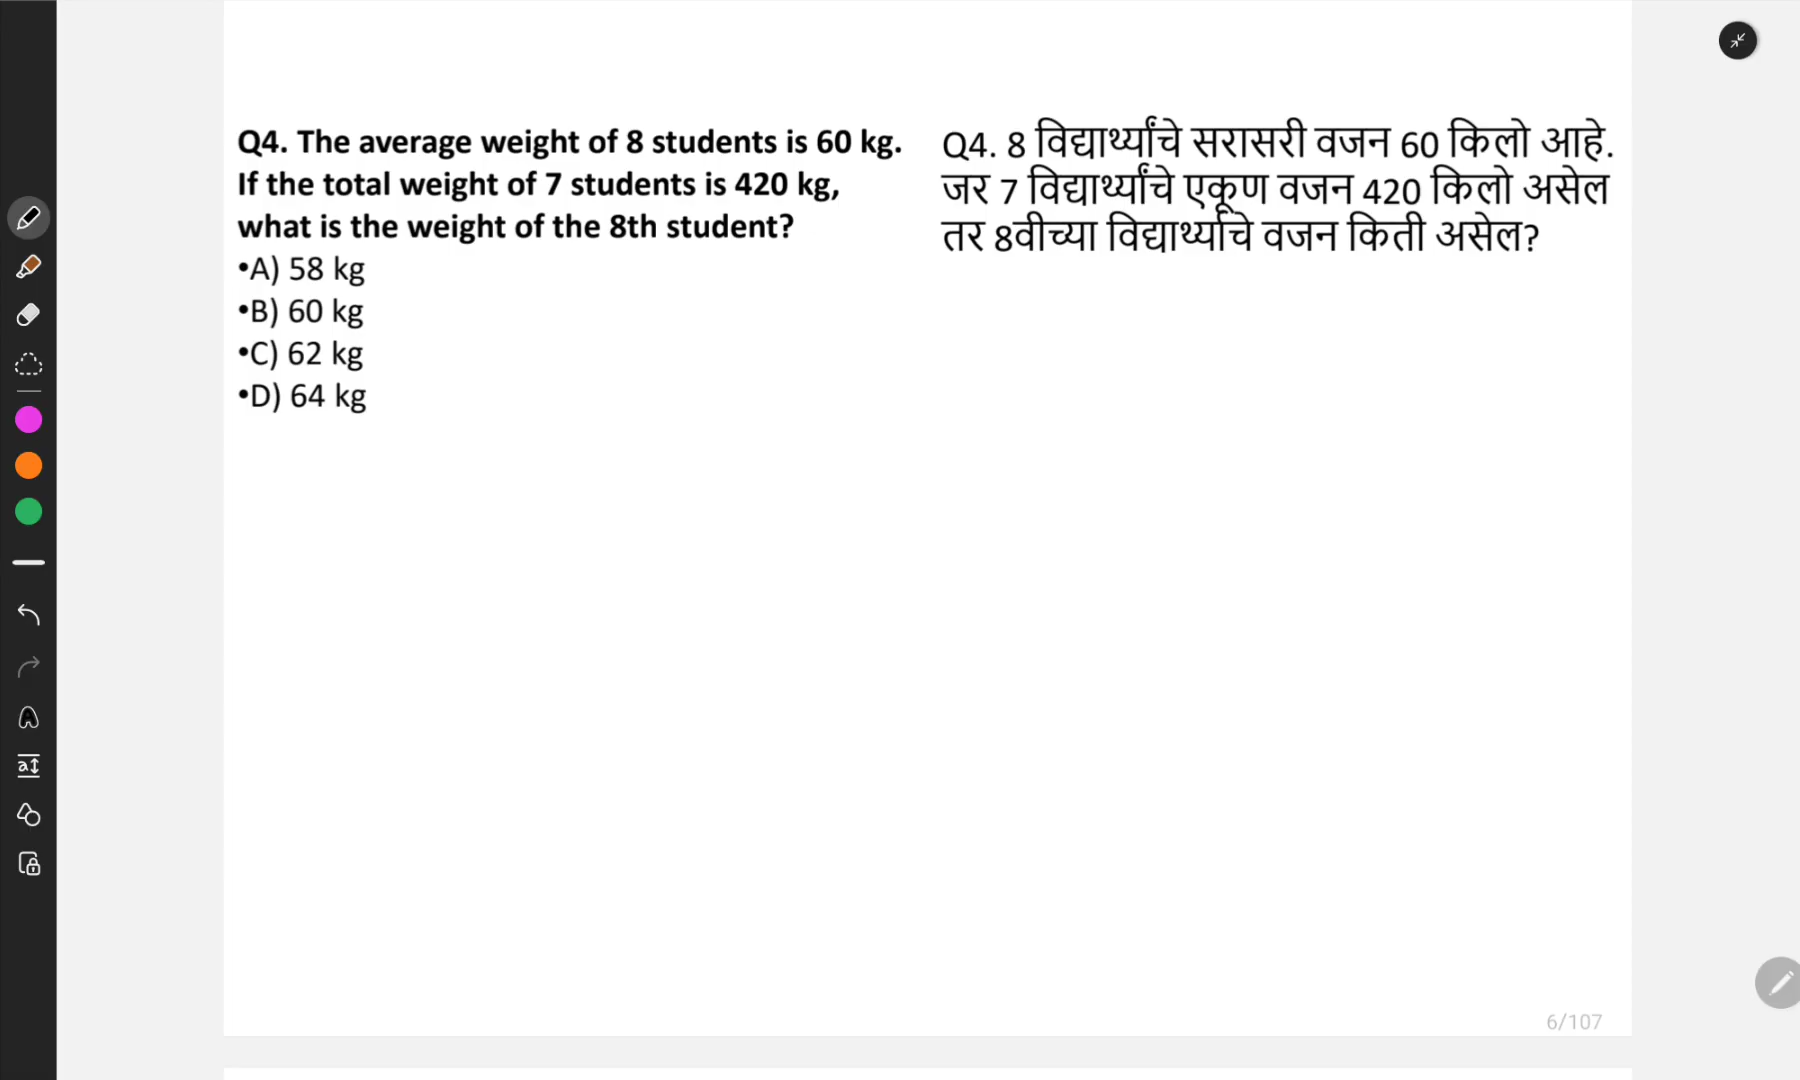 Q4. The average weight of 8 students is 60 kg.
If the total weight of 7 students is 420 kg,
what is the weight of the 8th student?
•A) 58 kg
•B) 60 kg
•C) 62 kg
•D) 64 kg
Q4. 8 विद्यार्थ्यांचे सरासरी वजन 60 किलो आहे.
जर 7 विद्यार्थ्यांचे एकूण वजन 420 किलो असेल
तर 8वीच्या विद्यार्थ्याचे वजन किती असेल?
6/107